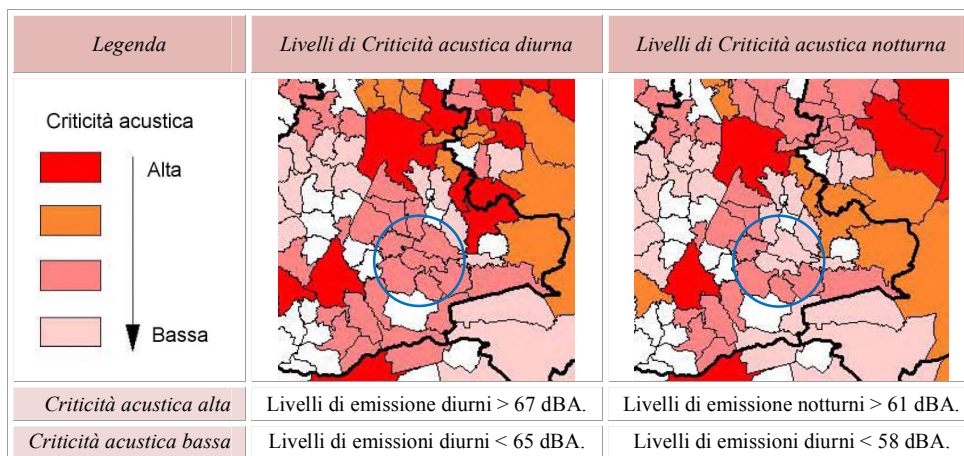 Legenda
Livelli di Criticità acustica diurna
Livelli di Criticità acustica notturna
Criticità acustica
Alta
Bassa
Criticità acustica alta
Livelli di emissione diurni > 67 dBA.
Livelli di emissione notturni > 61 dBA.
Criticità acustica bassa
Livelli di emissioni diurni < 65 dBA.
Livelli di emissioni diurni < 58 dBA.